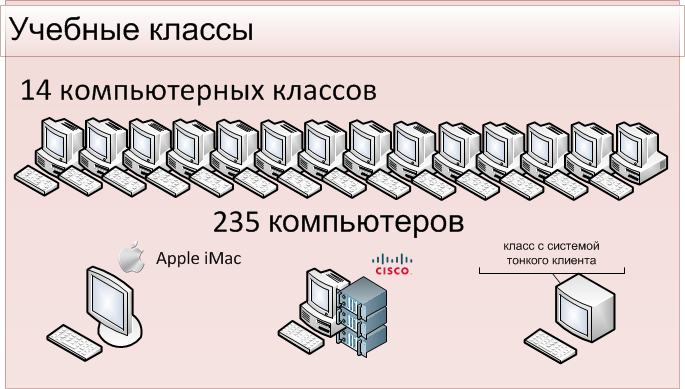 Учебные классы
14 компьютерных классов
235 компьютеров
Apple iMac
CISCO
класс с системой
тонкого клиента